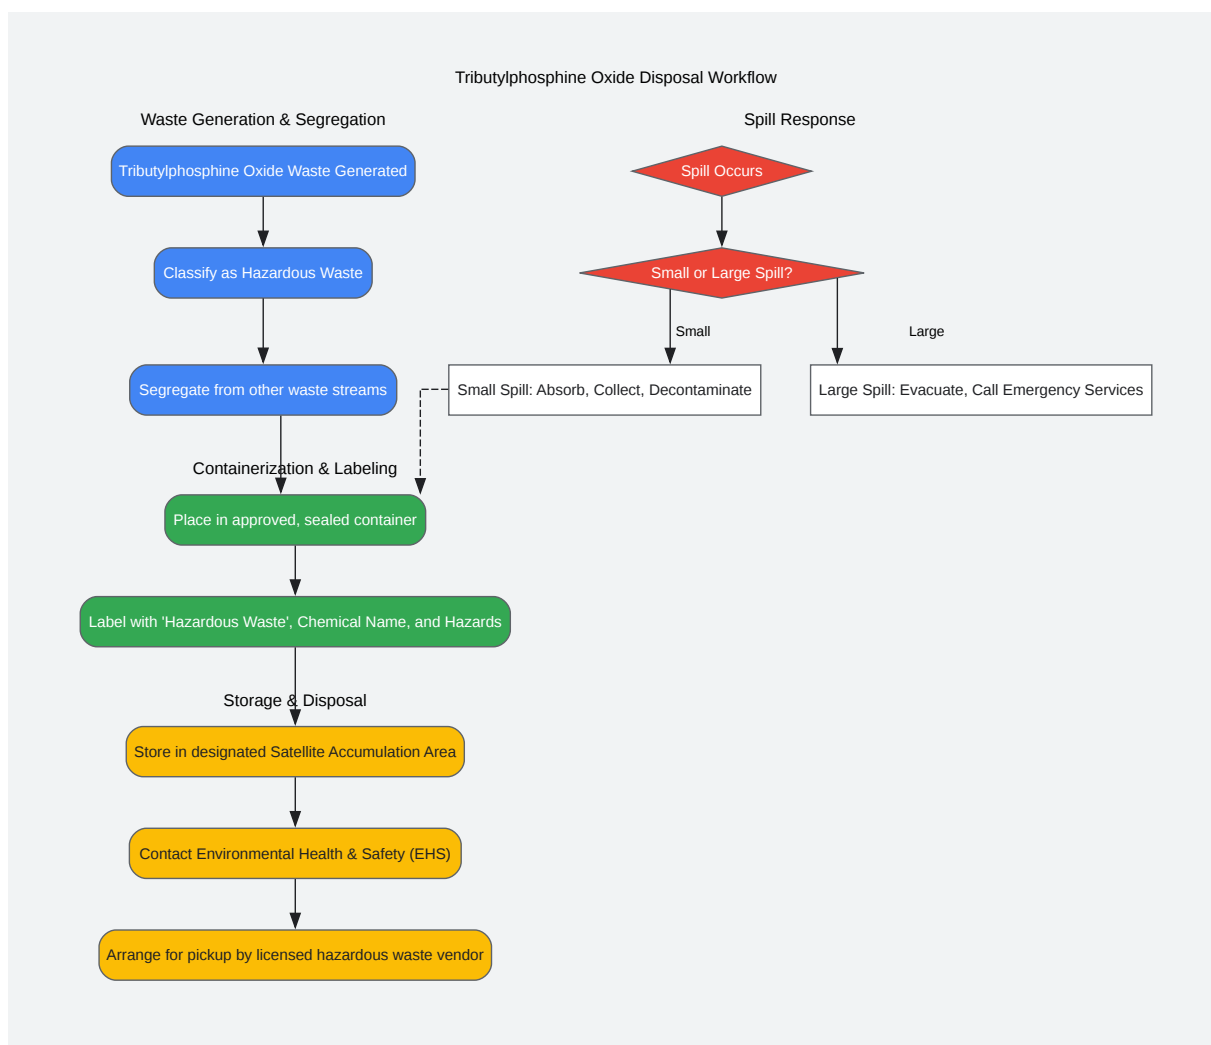 Tributylphosphine Oxide Disposal Workflow
Waste Generation & Segregation
Spill Response
Tributylphosphine Oxide Waste Generated
Spill Occurs
Classify as Hazardous Waste
Small or Large Spill?
Small
Large
Segregate from other waste streams
Small Spill: Absorb, Collect, Decontaminate
Large Spill: Evacuate, Call Emergency Services
Containerization & Labeling
Place in approved, sealed container
Label with 'Hazardous Waste', Chemical Name, and Hazards
Storage & Disposal
Store in designated Satellite Accumulation Area
Contact Environmental Health & Safety (EHS)
Arrange for pickup by licensed hazardous waste vendor